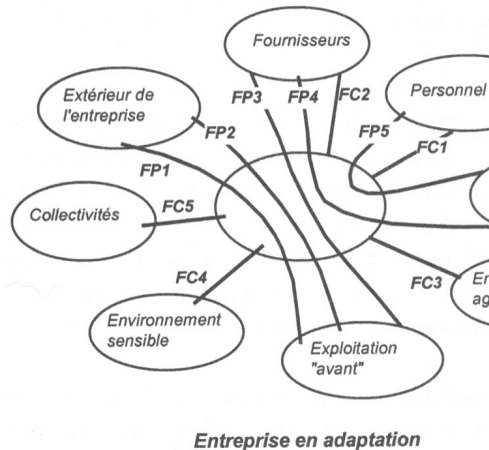 Fournisseurs
Extérieur de
l'entreprise
Personnel
FP3
FP4
FC2
FP2
FP5
FC1
FP1
Collectivités
FC5
FC4
FC3
Environnement
sensible
Exploitation
"avant"
Entreprise en adaptation